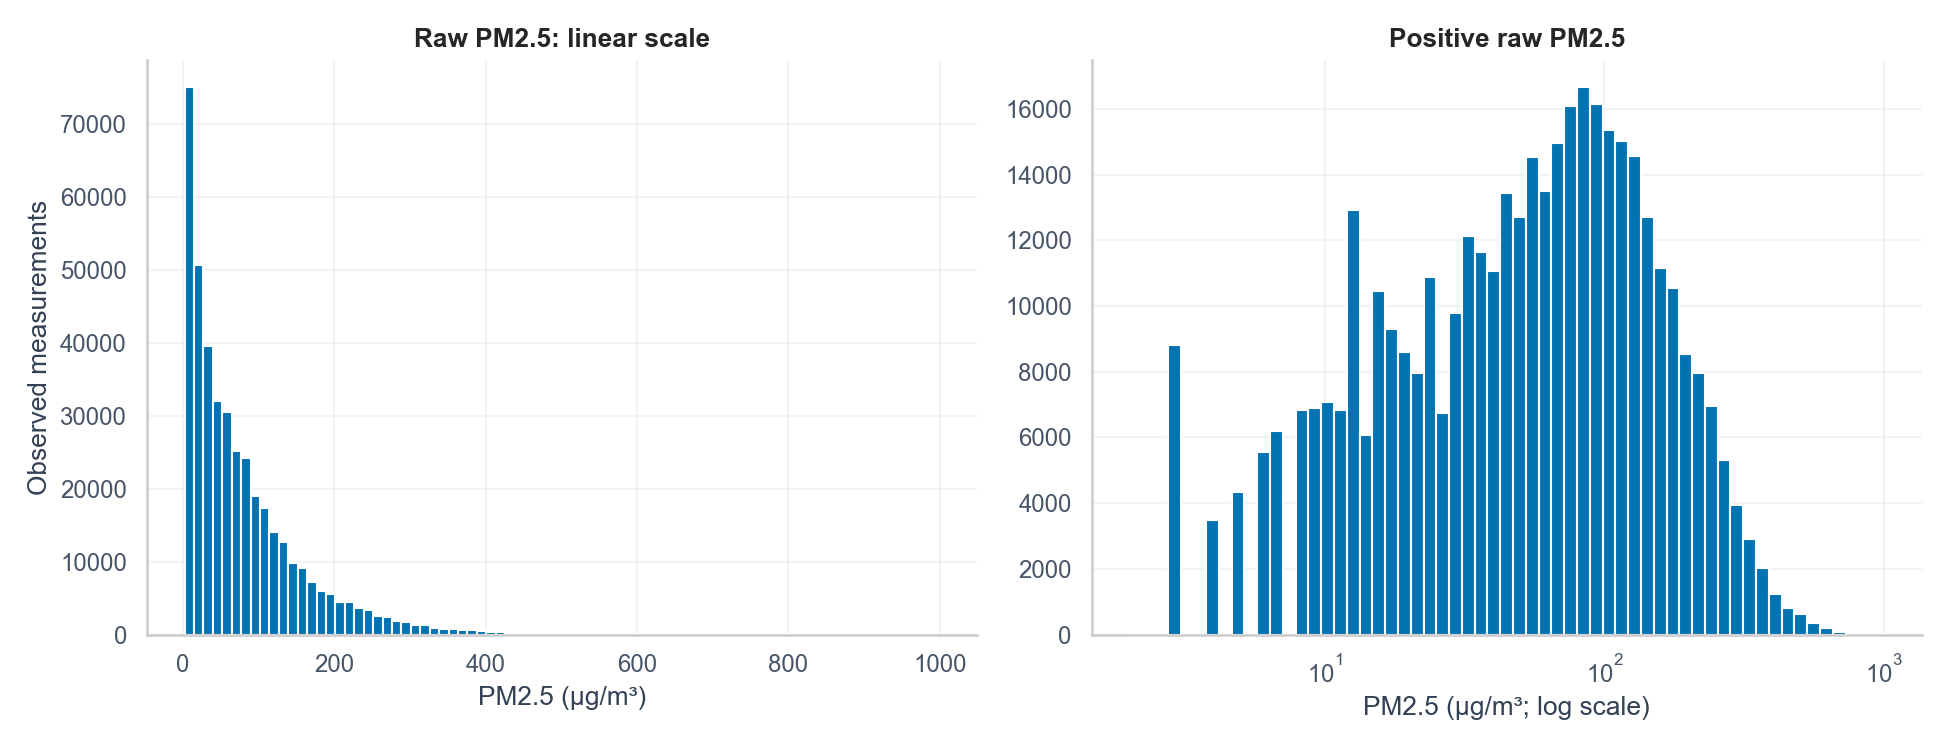 Raw PM2.5: linear scale
Observed measurements
70000
60000
50000
40000
30000
20000
10000
0
0 200 400 600 800 1000
PM2.5 (µg/m³)
Positive raw PM2.5
16000
14000
12000
10000
8000
6000
4000
2000
0
10¹ 10² 10³
PM2.5 (µg/m³; log scale)